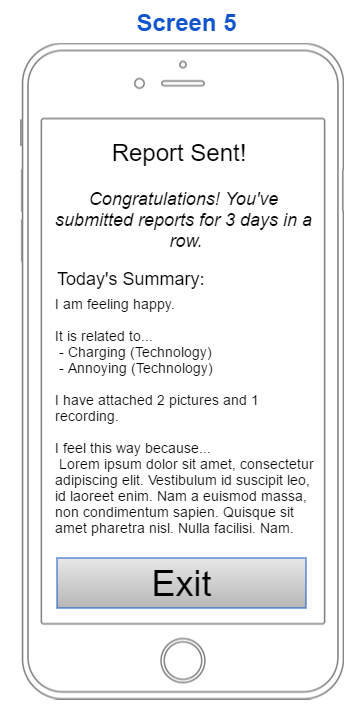 Screen 5
Report Sent!
Congratulations! You've
submitted reports for 3 days in a
row.
Today's Summary:
I am feeling happy.
It is related to...
- Charging (Technology)
- Annoying (Technology)
I have attached 2 pictures and 1
recording.
I feel this way because...
Lorem ipsum dolor sit amet, consectetur
adipiscing elit. Vestibulum id suscipit leo,
id laoreet enim. Nam a euismod massa,
non condimentum sapien. Quisque sit
amet pharetra nisl. Nulla facilisi. Nam.
Exit